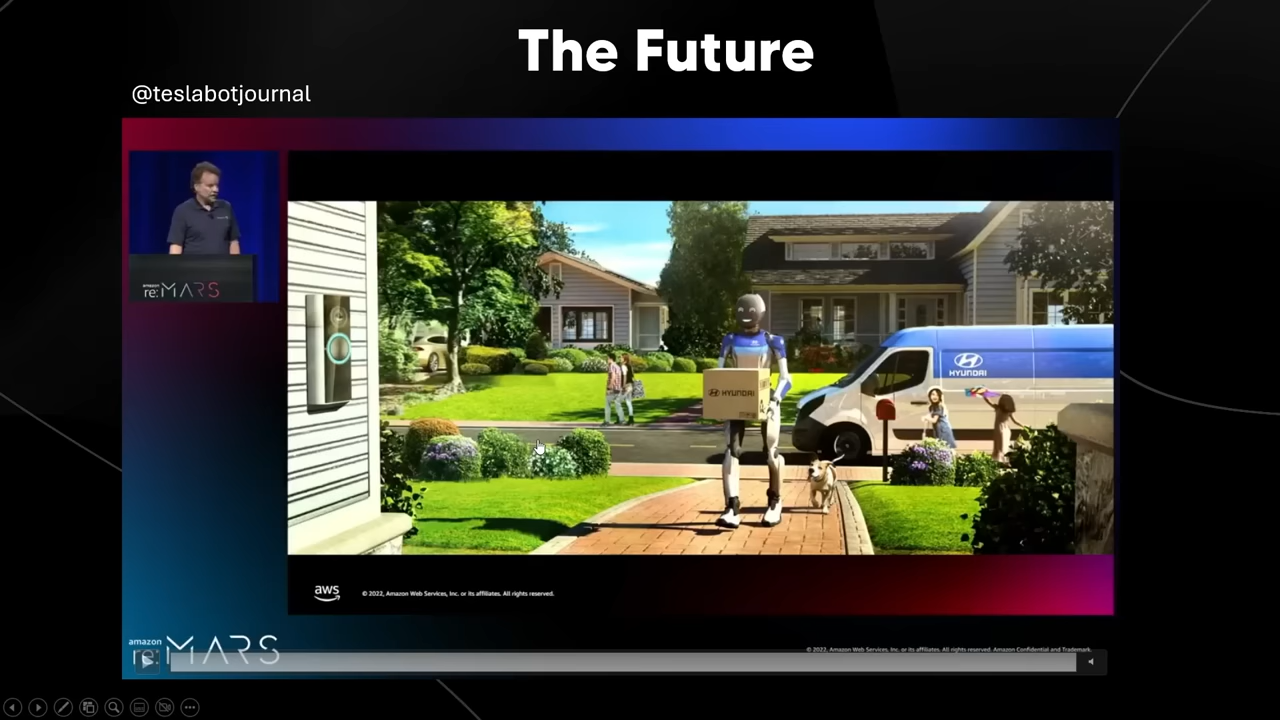 The Future
@teslabotjournal
amazon
re:MARS
HYUNDAI
HYUNDAI
aws
© 2022, Amazon Web Services, Inc. or its affiliates. All rights reserved.
amazon
re:MARS
© 2022, Amazon Web Services, Inc. or its affiliates. All rights reserved. Amazon Confidential and Trademark.